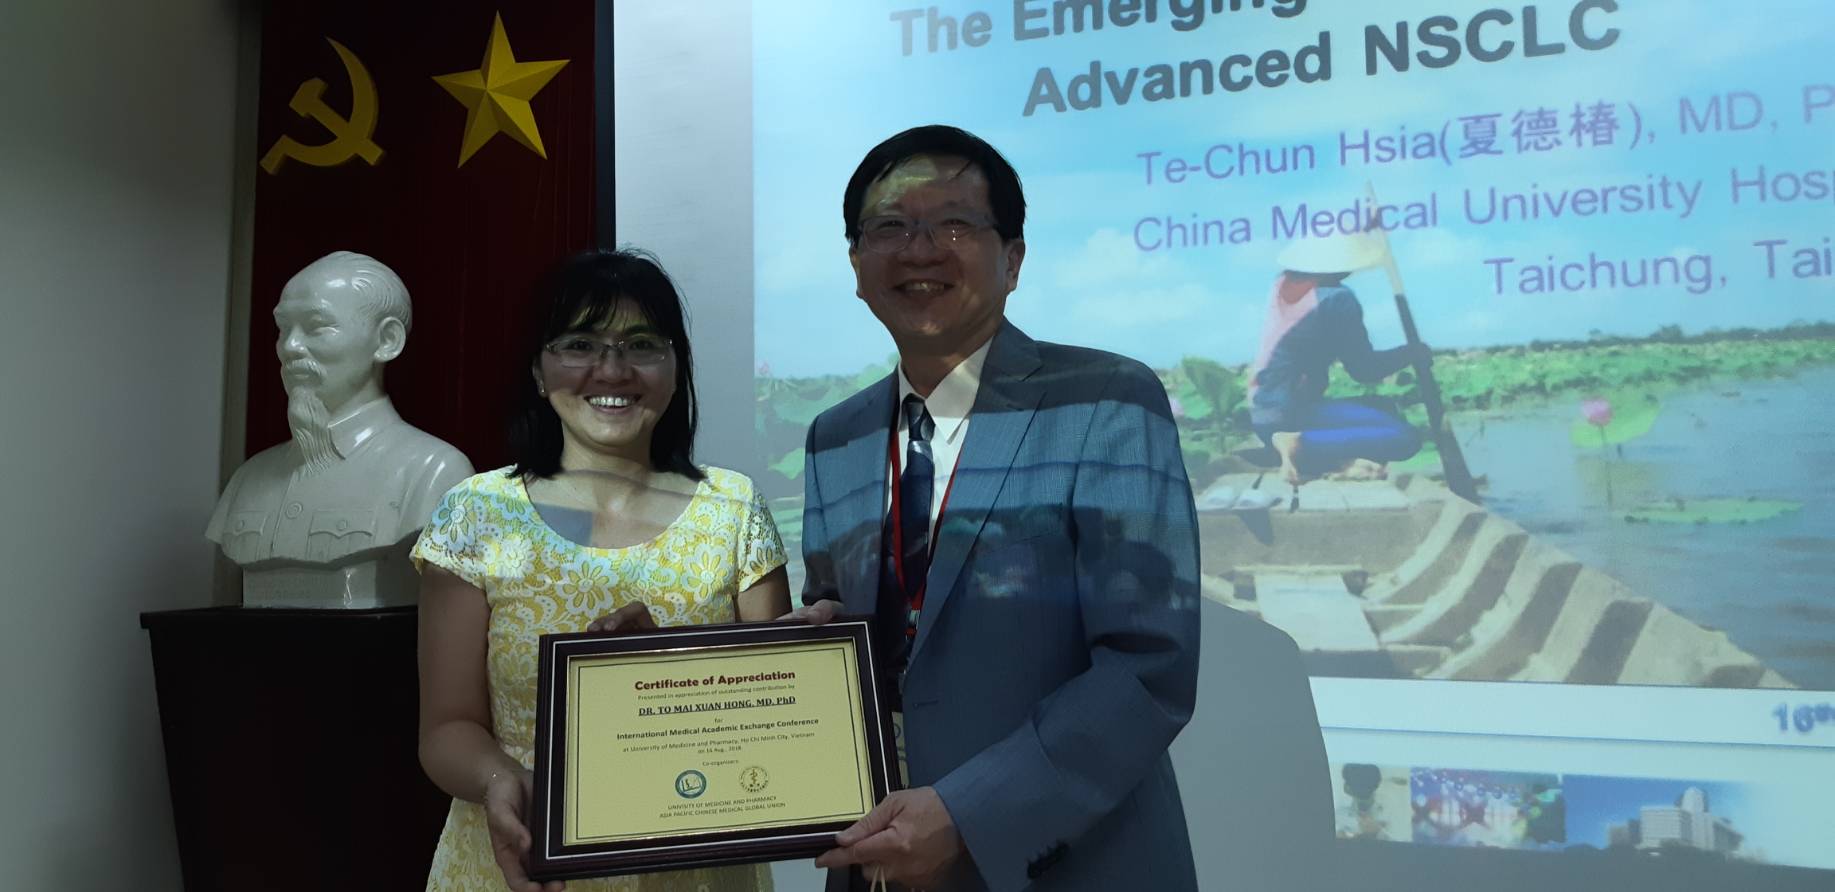 The Emerging
Advanced NSCLC
Te-Chun Hsia(夏德椿), MD, P
China Medical University Hosp
Taichung, Tai
16th
Certificate of Appreciation
Presented in appreciation of outstanding contribution by
DR. TO MAI XUAN HONG, MD, PhD
for
International Medical Academic Exchange Conference
at University of Medicine and Pharmacy, Ho Chi Minh City, Vietnam
on 16 Aug., 2018
Co-organizers
UNIVSITY OF MEDICINE AND PHARMACY
ASIA PACIFIC CHINESE MEDICAL GLOBAL UNION